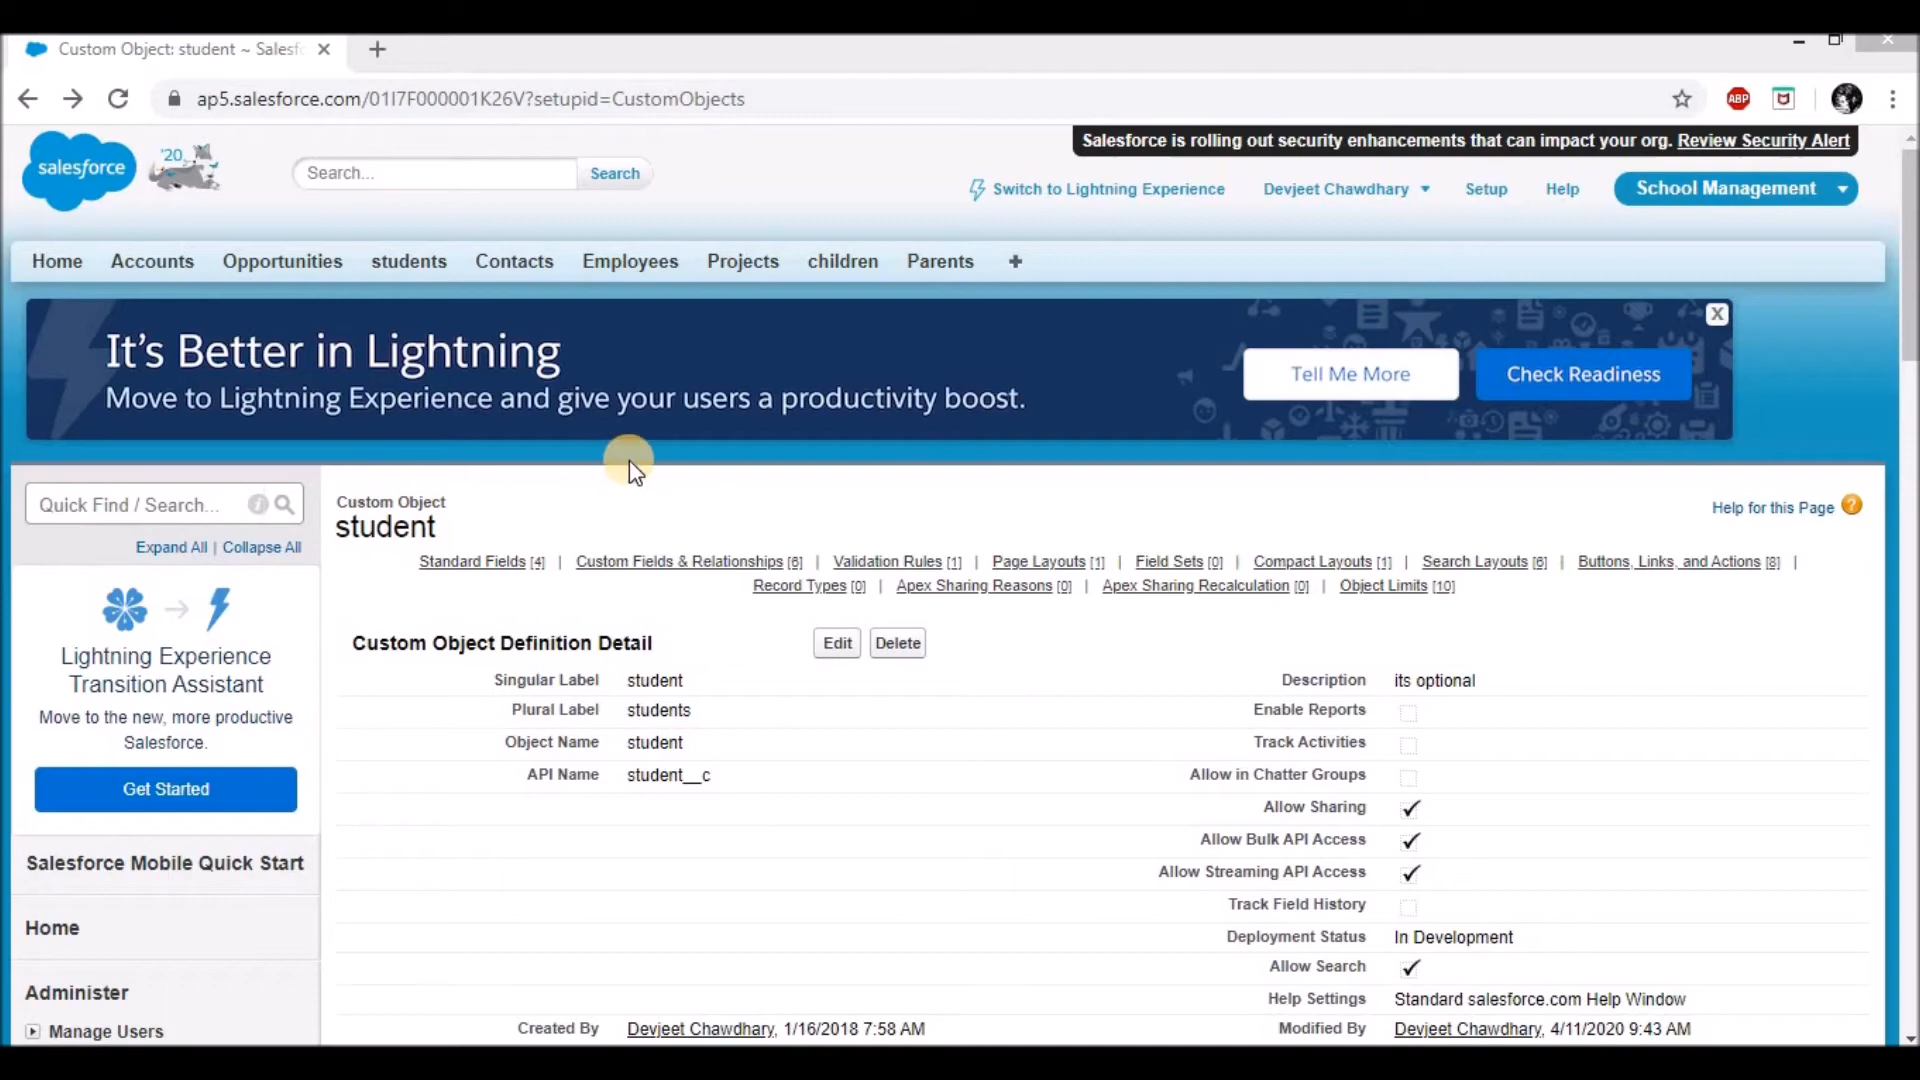 Custom Object: student ~ Salesfo
ap5.salesforce.com/01I7F000001K26V?setupid=CustomObjects
ABP
Salesforce is rolling out security enhancements that can impact your org. Review Security Alert
salesforce
'20
Search...
Search
Switch to Lightning Experience
Devjeet Chawdhary
Setup
Help
School Management
Home
Accounts
Opportunities
students
Contacts
Employees
Projects
children
Parents
+
It's Better in Lightning
Move to Lightning Experience and give your users a productivity boost.
Tell Me More
Check Readiness
X
Quick Find / Search...
Expand All | Collapse All
Lightning Experience
Transition Assistant
Move to the new, more productive
Salesforce.
Get Started
Salesforce Mobile Quick Start
Home
Administer
Manage Users
Custom Object
student
Help for this Page ?
Standard Fields [4] | Custom Fields & Relationships [6] | Validation Rules [1] | Page Layouts [1] | Field Sets [0] | Compact Layouts [1] | Search Layouts [6] | Buttons, Links, and Actions [8] |
Record Types [0] | Apex Sharing Reasons [0] | Apex Sharing Recalculation [0] | Object Limits [10]
Custom Object Definition Detail
Edit
Delete
Singular Label student
Description its optional
Plural Label students
Enable Reports
Object Name student
Track Activities
API Name student__c
Allow in Chatter Groups
Allow Sharing
Allow Bulk API Access
Allow Streaming API Access
Track Field History
Deployment Status In Development
Allow Search
Help Settings Standard salesforce.com Help Window
Created By Devjeet Chawdhary, 1/16/2018 7:58 AM
Modified By Devjeet Chawdhary, 4/11/2020 9:43 AM